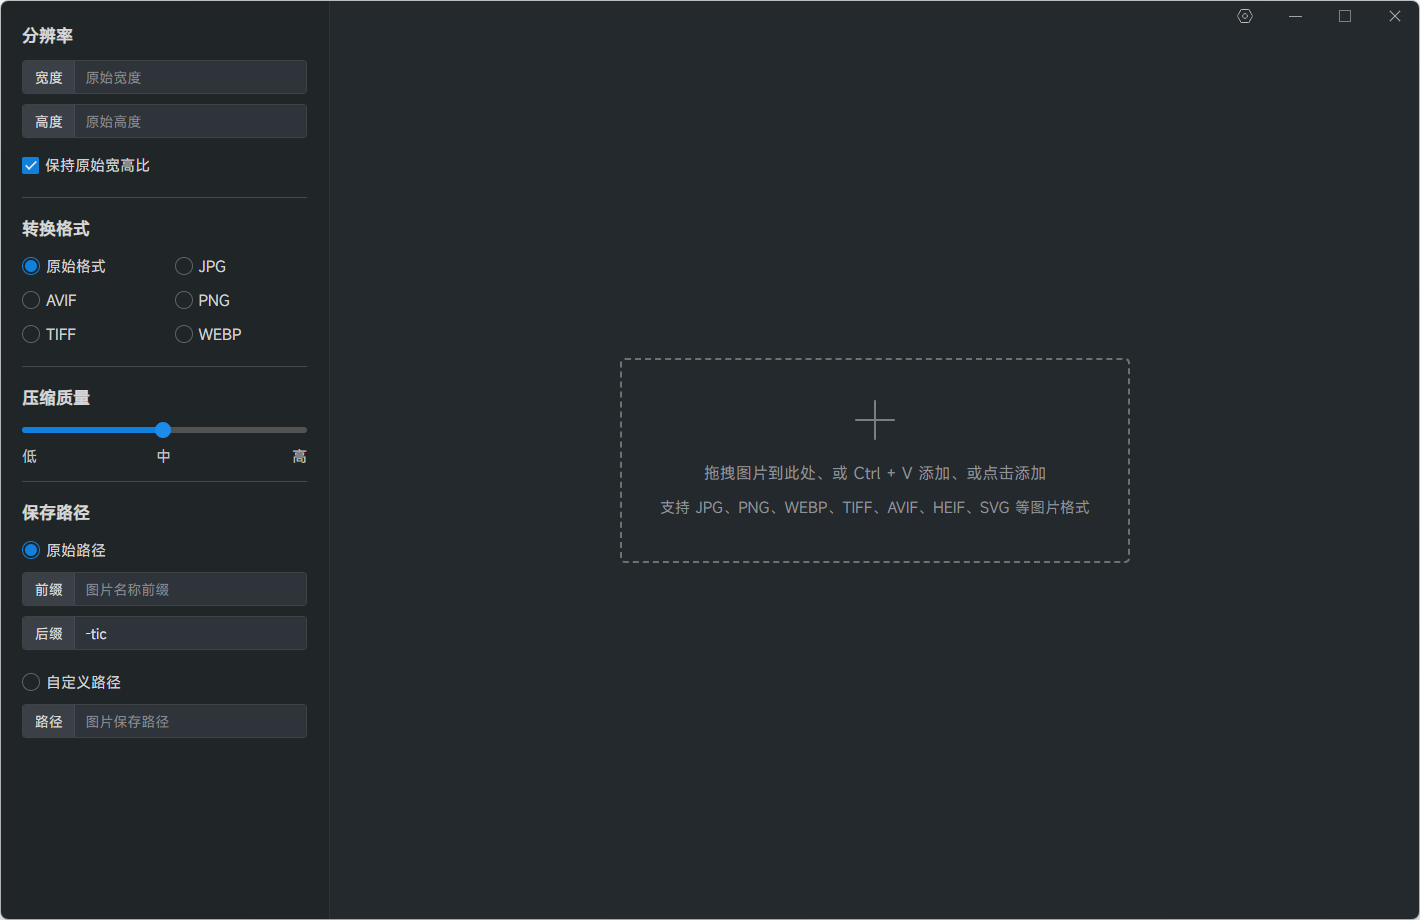 分辨率
宽度 原始宽度
高度 原始高度
保持原始宽高比
转换格式
原始格式 JPG
AVIF PNG
TIFF WEBP
压缩质量
低 中 高
保存路径
原始路径
前缀 图片名称前缀
后缀 -tic
自定义路径
路径 图片保存路径
拖拽图片到此处、或 Ctrl + V 添加、或点击添加
支持 JPG、PNG、WEBP、TIFF、AVIF、HEIF、SVG 等图片格式